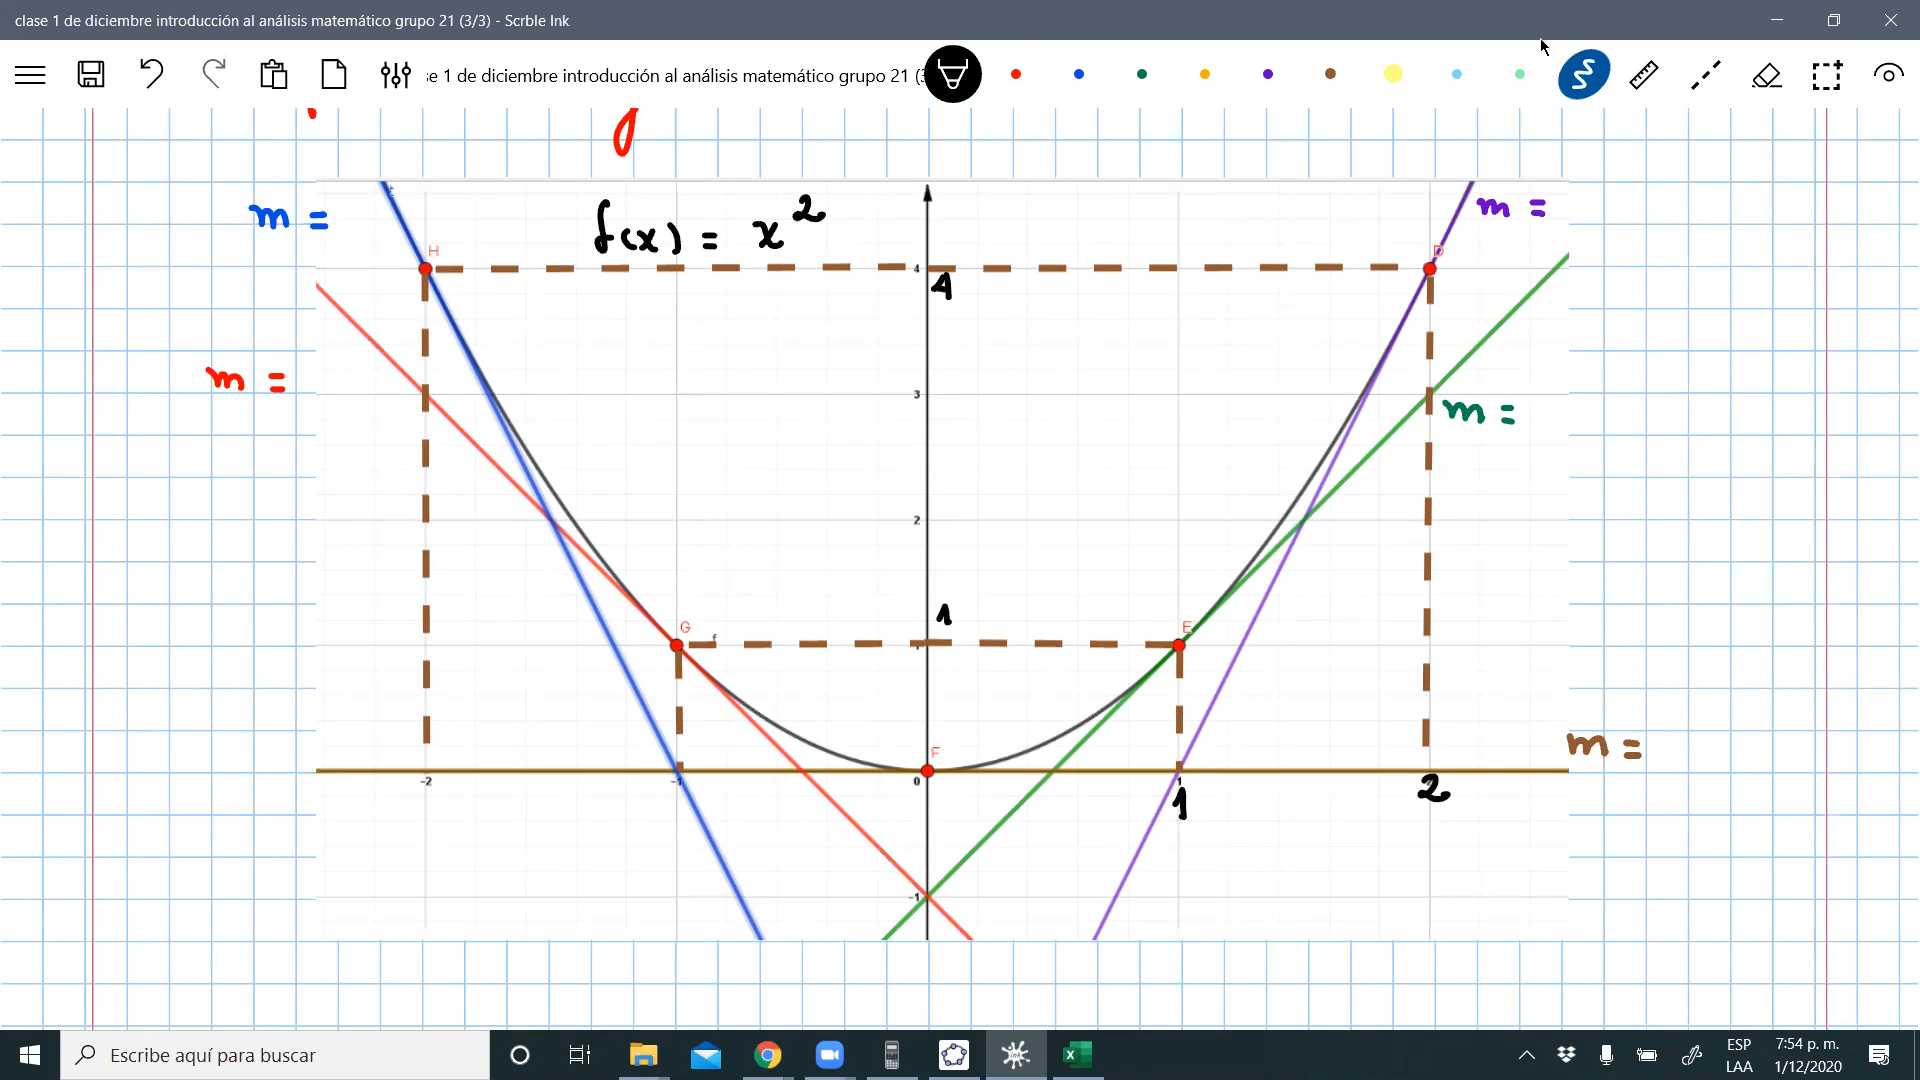 clase 1 de diciembre introducción al análisis matemático grupo 21 (3/3) - Scrble Ink
e 1 de diciembre introducción al análisis matemático grupo 21 (
m =
f(x) = x²
m =
H
D
4
4
m =
3
m =
2
1
G
f
E
F
m =
-2
-1
0
1
1
2
-1
Escribe aquí para buscar
ESP
LAA
7:54 p. m.
1/12/2020